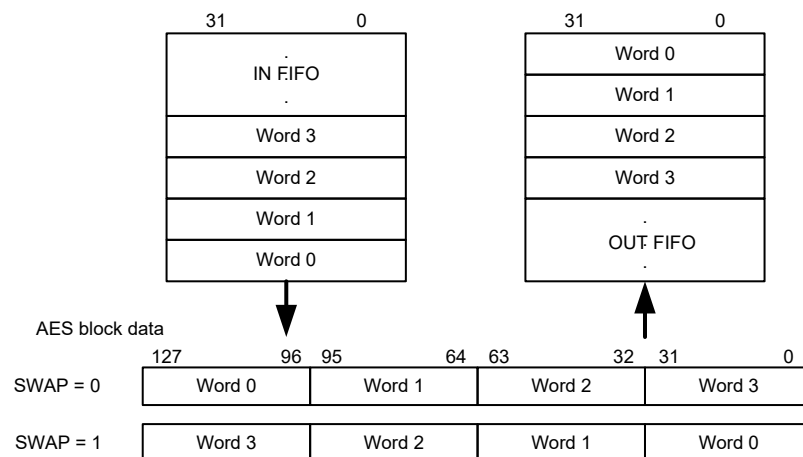 31 0 31 0
IN FIFO
Word 3
Word 2
Word 1
Word 0
Word 0
Word 1
Word 2
Word 3
OUT FIFO
AES block data
127 96 95 64 63 32 31 0
SWAP = 0 Word 0 Word 1 Word 2 Word 3
SWAP = 1 Word 3 Word 2 Word 1 Word 0